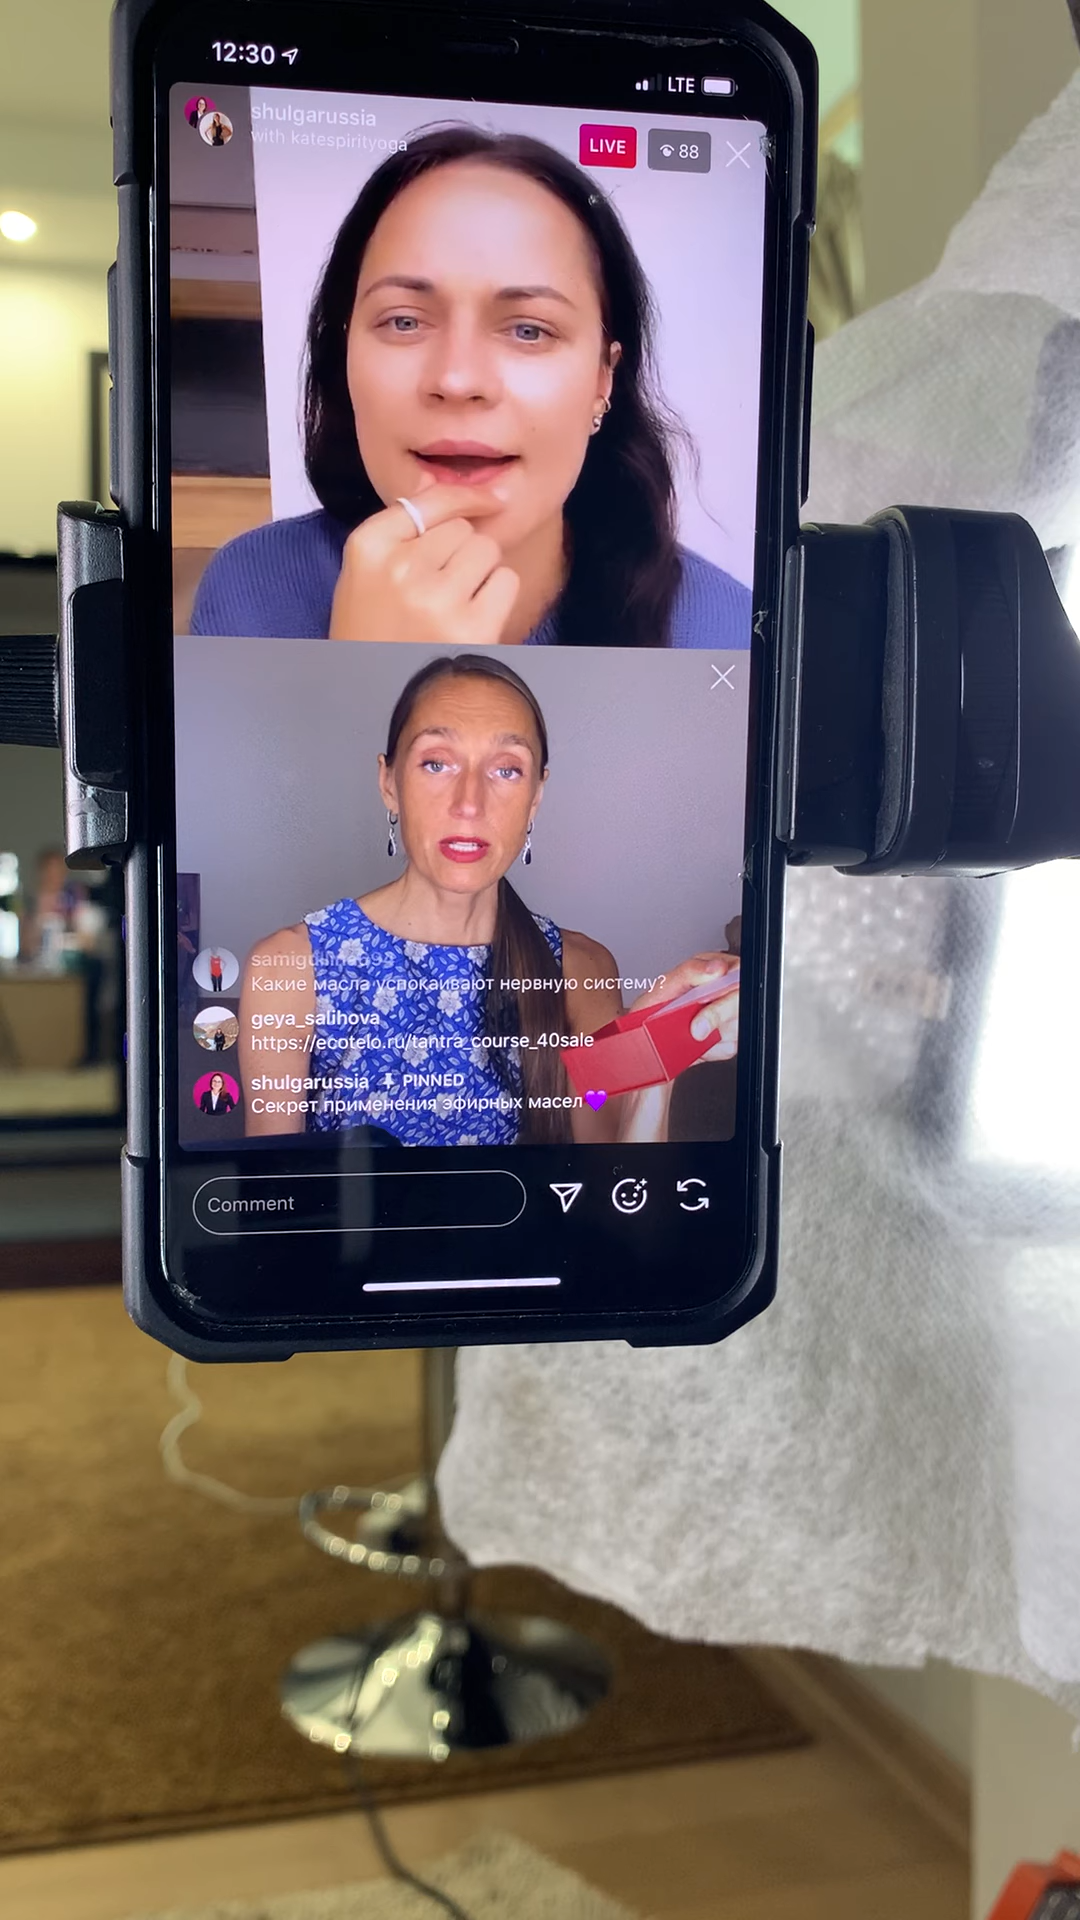 12:30
LTE
shulgarussia
with katespirityoga
LIVE
88
Какие масла успокаивают нервную систему?
geya_salihova
https://ecotelo.ru/tantra_course_40sale
shulgarussia PINNED
Секрет применения эфирных масел💜
Comment